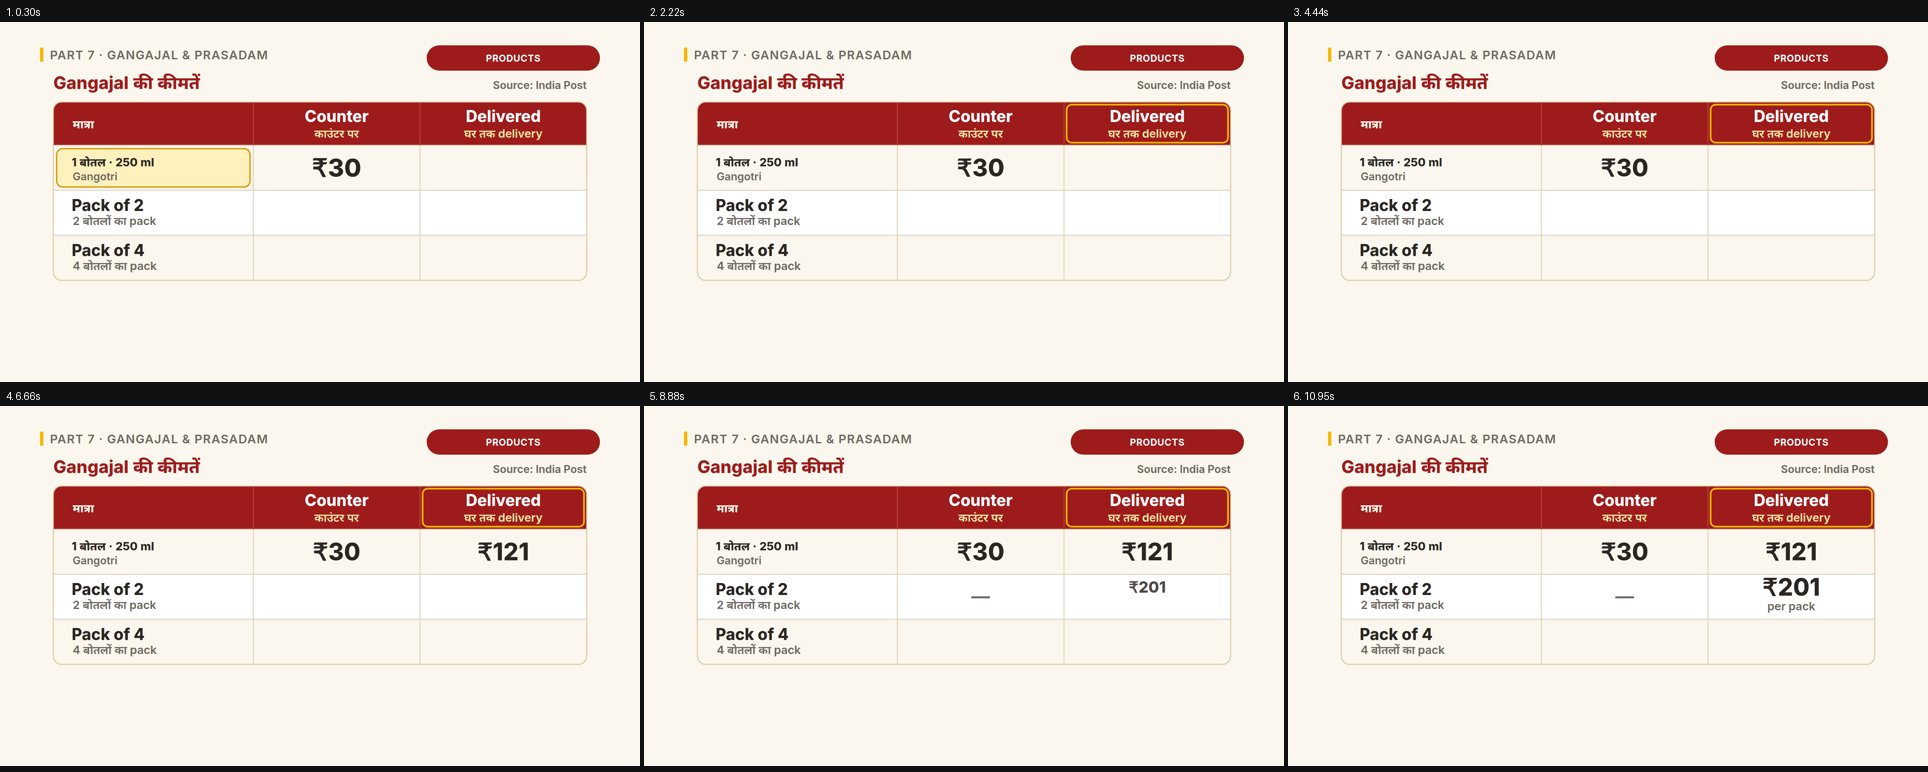 1. 0.30s
PART 7 · GANGAJAL & PRASADAM
PRODUCTS
Gangajal की कीमतें
Source: India Post
मात्रा
Counter
काउंटर पर
Delivered
घर तक delivery
1 बोतल · 250 ml
Gangotri
₹30
Pack of 2
2 बोतलों का pack
Pack of 4
4 बोतलों का pack
2. 2.22s
PART 7 · GANGAJAL & PRASADAM
PRODUCTS
Gangajal की कीमतें
Source: India Post
मात्रा
Counter
काउंटर पर
Delivered
घर तक delivery
1 बोतल · 250 ml
Gangotri
₹30
Pack of 2
2 बोतलों का pack
Pack of 4
4 बोतलों का pack
3. 4.44s
PART 7 · GANGAJAL & PRASADAM
PRODUCTS
Gangajal की कीमतें
Source: India Post
मात्रा
Counter
काउंटर पर
Delivered
घर तक delivery
1 बोतल · 250 ml
Gangotri
₹30
Pack of 2
2 बोतलों का pack
Pack of 4
4 बोतलों का pack
4. 6.66s
PART 7 · GANGAJAL & PRASADAM
PRODUCTS
Gangajal की कीमतें
Source: India Post
मात्रा
Counter
काउंटर पर
Delivered
घर तक delivery
1 बोतल · 250 ml
Gangotri
₹30
₹121
Pack of 2
2 बोतलों का pack
Pack of 4
4 बोतलों का pack
5. 8.88s
PART 7 · GANGAJAL & PRASADAM
PRODUCTS
Gangajal की कीमतें
Source: India Post
मात्रा
Counter
काउंटर पर
Delivered
घर तक delivery
1 बोतल · 250 ml
Gangotri
₹30
₹121
Pack of 2
2 बोतलों का pack
—
₹201
Pack of 4
4 बोतलों का pack
6. 10.95s
PART 7 · GANGAJAL & PRASADAM
PRODUCTS
Gangajal की कीमतें
Source: India Post
मात्रा
Counter
काउंटर पर
Delivered
घर तक delivery
1 बोतल · 250 ml
Gangotri
₹30
₹121
Pack of 2
2 बोतलों का pack
—
₹201
per pack
Pack of 4
4 बोतलों का pack